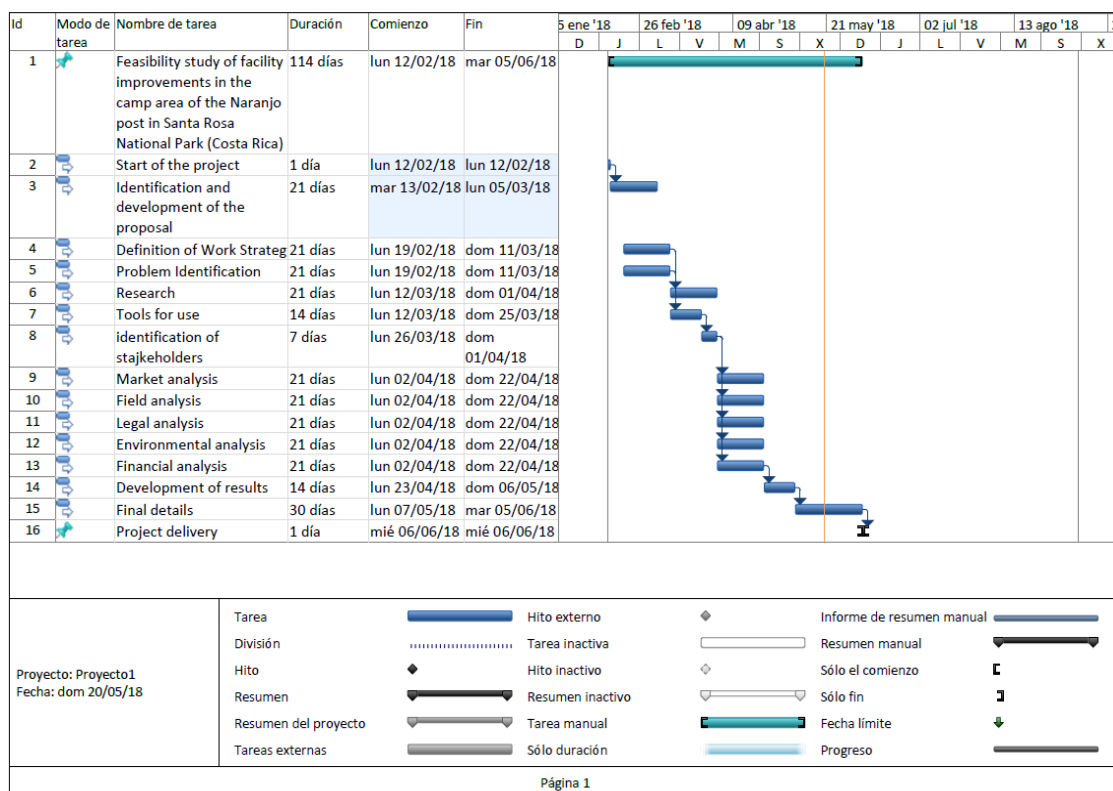 Id Modo de tarea Nombre de tarea Duración Comienzo Fin 5 ene '18 26 feb '18 09 abr '18 21 may '18 02 jul '18 13 ago '18
D J L V M S X D J L V M S X
1 Feasibility study of facility 114 días lun 12/02/18 mar 05/06/18
improvements in the
camp area of the Naranjo
post in Santa Rosa
National Park (Costa Rica)
2 Start of the project 1 día lun 12/02/18 lun 12/02/18
3 Identification and 21 días mar 13/02/18 lun 05/03/18
development of the
proposal
4 Definition of Work Strateg 21 días lun 19/02/18 dom 11/03/18
5 Problem Identification 21 días lun 19/02/18 dom 11/03/18
6 Research 21 días lun 12/03/18 dom 01/04/18
7 Tools for use 14 días lun 12/03/18 dom 25/03/18
8 identification of 7 días lun 26/03/18 dom
stajkeholders 01/04/18
9 Market analysis 21 días lun 02/04/18 dom 22/04/18
10 Field analysis 21 días lun 02/04/18 dom 22/04/18
11 Legal analysis 21 días lun 02/04/18 dom 22/04/18
12 Environmental analysis 21 días lun 02/04/18 dom 22/04/18
13 Financial analysis 21 días lun 02/04/18 dom 22/04/18
14 Development of results 14 días lun 23/04/18 dom 06/05/18
15 Final details 30 días lun 07/05/18 mar 05/06/18
16 Project delivery 1 día mié 06/06/18 mié 06/06/18
Proyecto: Proyecto1
Fecha: dom 20/05/18
Tarea Hito externo Informe de resumen manual
División Tarea inactiva Resumen manual
Hito Hito inactivo Sólo el comienzo
Resumen Resumen inactivo Sólo fin
Resumen del proyecto Tarea manual Fecha límite
Tareas externas Sólo duración Progreso
Página 1